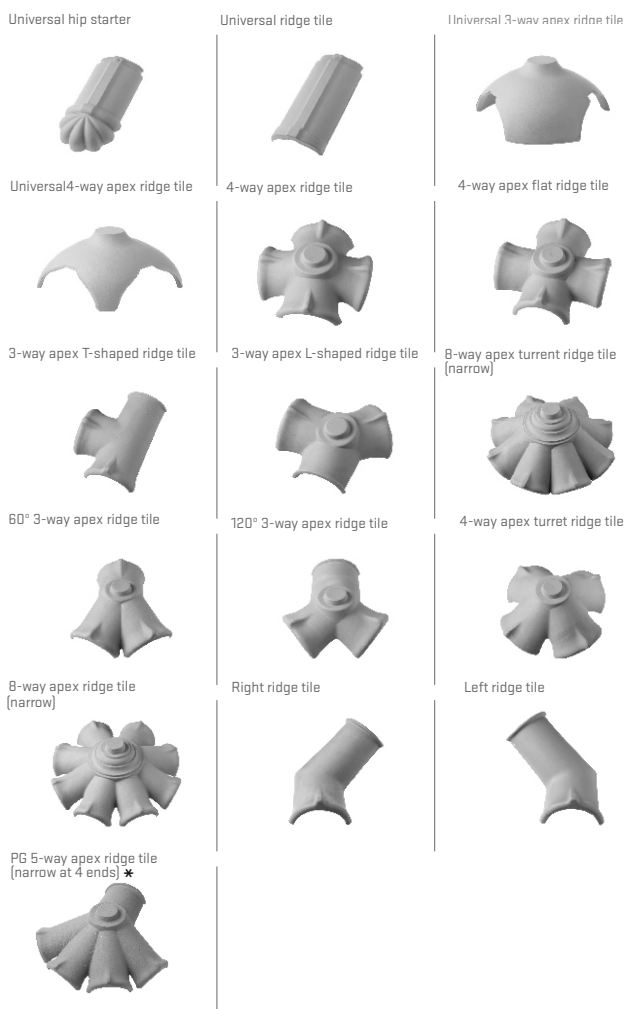 Universal hip starter
Universal ridge tile
Universal 3-way apex ridge tile
Universal4-way apex ridge tile
4-way apex ridge tile
4-way apex flat ridge tile
3-way apex T-shaped ridge tile
3-way apex L-shaped ridge tile
8-way apex turrent ridge tile
(narrow)
60° 3-way apex ridge tile
120° 3-way apex ridge tile
4-way apex turret ridge tile
8-way apex ridge tile
(narrow)
Right ridge tile
Left ridge tile
PG 5-way apex ridge tile
(narrow at 4 ends) *